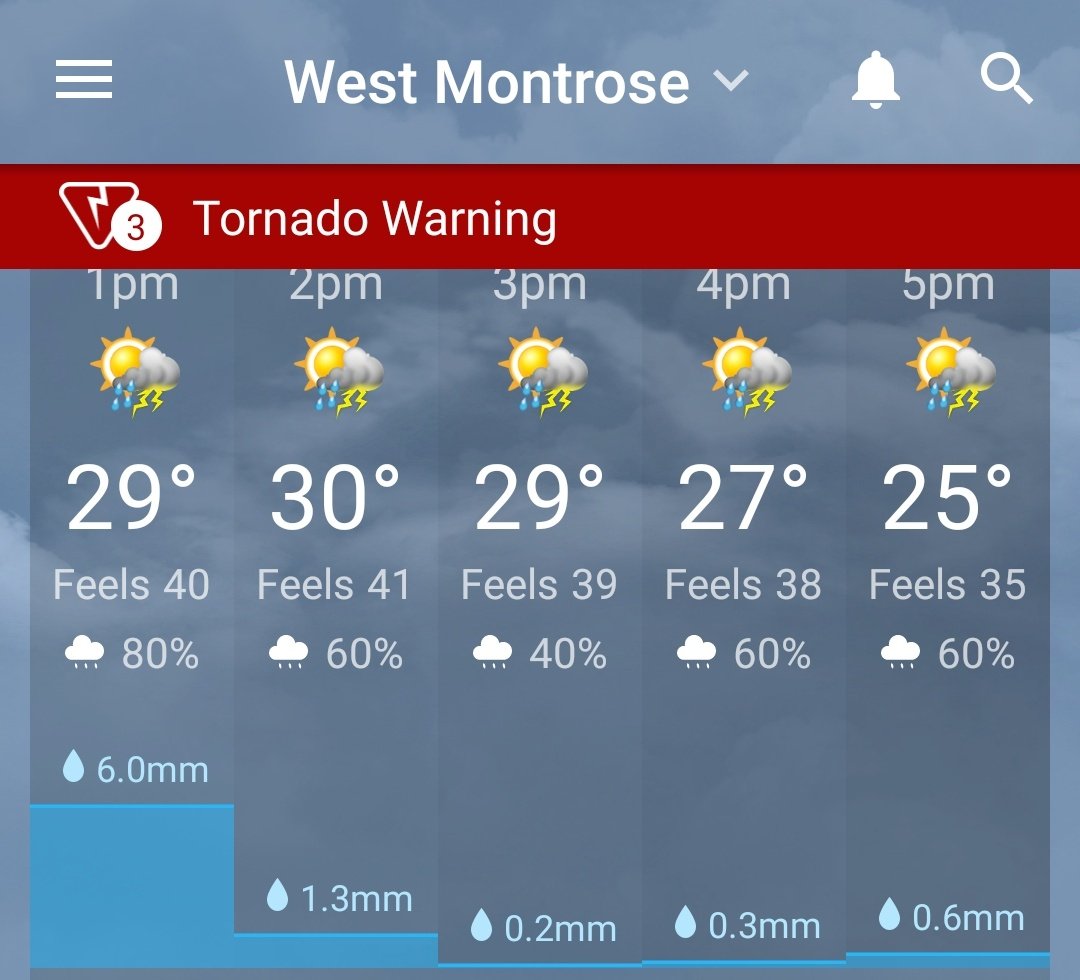 West Montrose
3 Tornado Warning
1pm 2pm 3pm 4pm 5pm
29° 30° 29° 27° 25°
Feels 40 Feels 41 Feels 39 Feels 38 Feels 35
80% 60% 40% 60% 60%
6.0mm 1.3mm 0.2mm 0.3mm 0.6mm